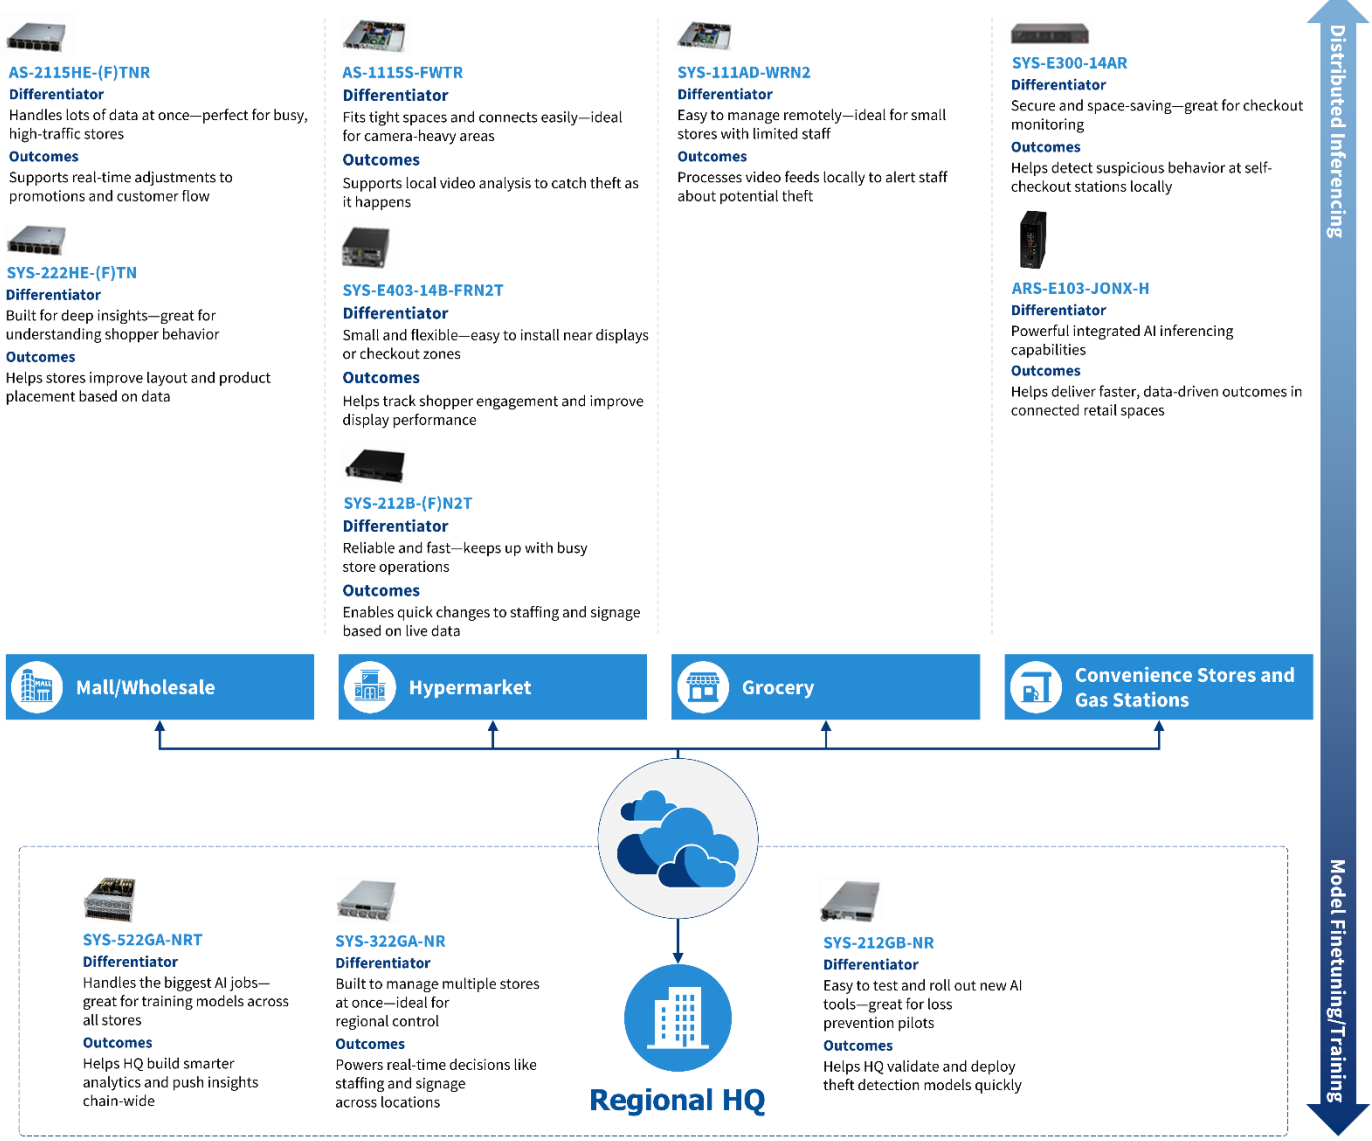 AS-2115HE-(F)TNR
Differentiator
Handles lots of data at once—perfect for busy,
high-traffic stores
Outcomes
Supports real-time adjustments to
promotions and customer flow
SYS-222HE-(F)TN
Differentiator
Built for deep insights—great for
understanding shopper behavior
Outcomes
Helps stores improve layout and product
placement based on data
AS-1115S-FWTR
Differentiator
Fits tight spaces and connects easily—ideal
for camera-heavy areas
Outcomes
Supports local video analysis to catch theft as
it happens
SYS-E403-14B-FRN2T
Differentiator
Small and flexible—easy to install near displays
or checkout zones
Outcomes
Helps track shopper engagement and improve
display performance
SYS-212B-(F)N2T
Differentiator
Reliable and fast—keeps up with busy
store operations
Outcomes
Enables quick changes to staffing and signage
based on live data
SYS-111AD-WRN2
Differentiator
Easy to manage remotely—ideal for small
stores with limited staff
Outcomes
Processes video feeds locally to alert staff
about potential theft
SYS-E300-14AR
Differentiator
Secure and space-saving—great for checkout
monitoring
Outcomes
Helps detect suspicious behavior at self-
checkout stations locally
ARS-E103-JONX-H
Differentiator
Powerful integrated AI inferencing
capabilities
Outcomes
Helps deliver faster, data-driven outcomes in
connected retail spaces
Distributed Inferencing
MALL
Mall/Wholesale
Hypermarket
Grocery
Convenience Stores and
Gas Stations
SYS-522GA-NRT
Differentiator
Handles the biggest AI jobs—
great for training models across
all stores
Outcomes
Helps HQ build smarter
analytics and push insights
chain-wide
SYS-322GA-NR
Differentiator
Built to manage multiple stores
at once—ideal for
regional control
Outcomes
Powers real-time decisions like
staffing and signage
across locations
Regional HQ
SYS-212GB-NR
Differentiator
Easy to test and roll out new AI
tools—great for loss
prevention pilots
Outcomes
Helps HQ validate and deploy
theft detection models quickly
Model Finetuning/Training